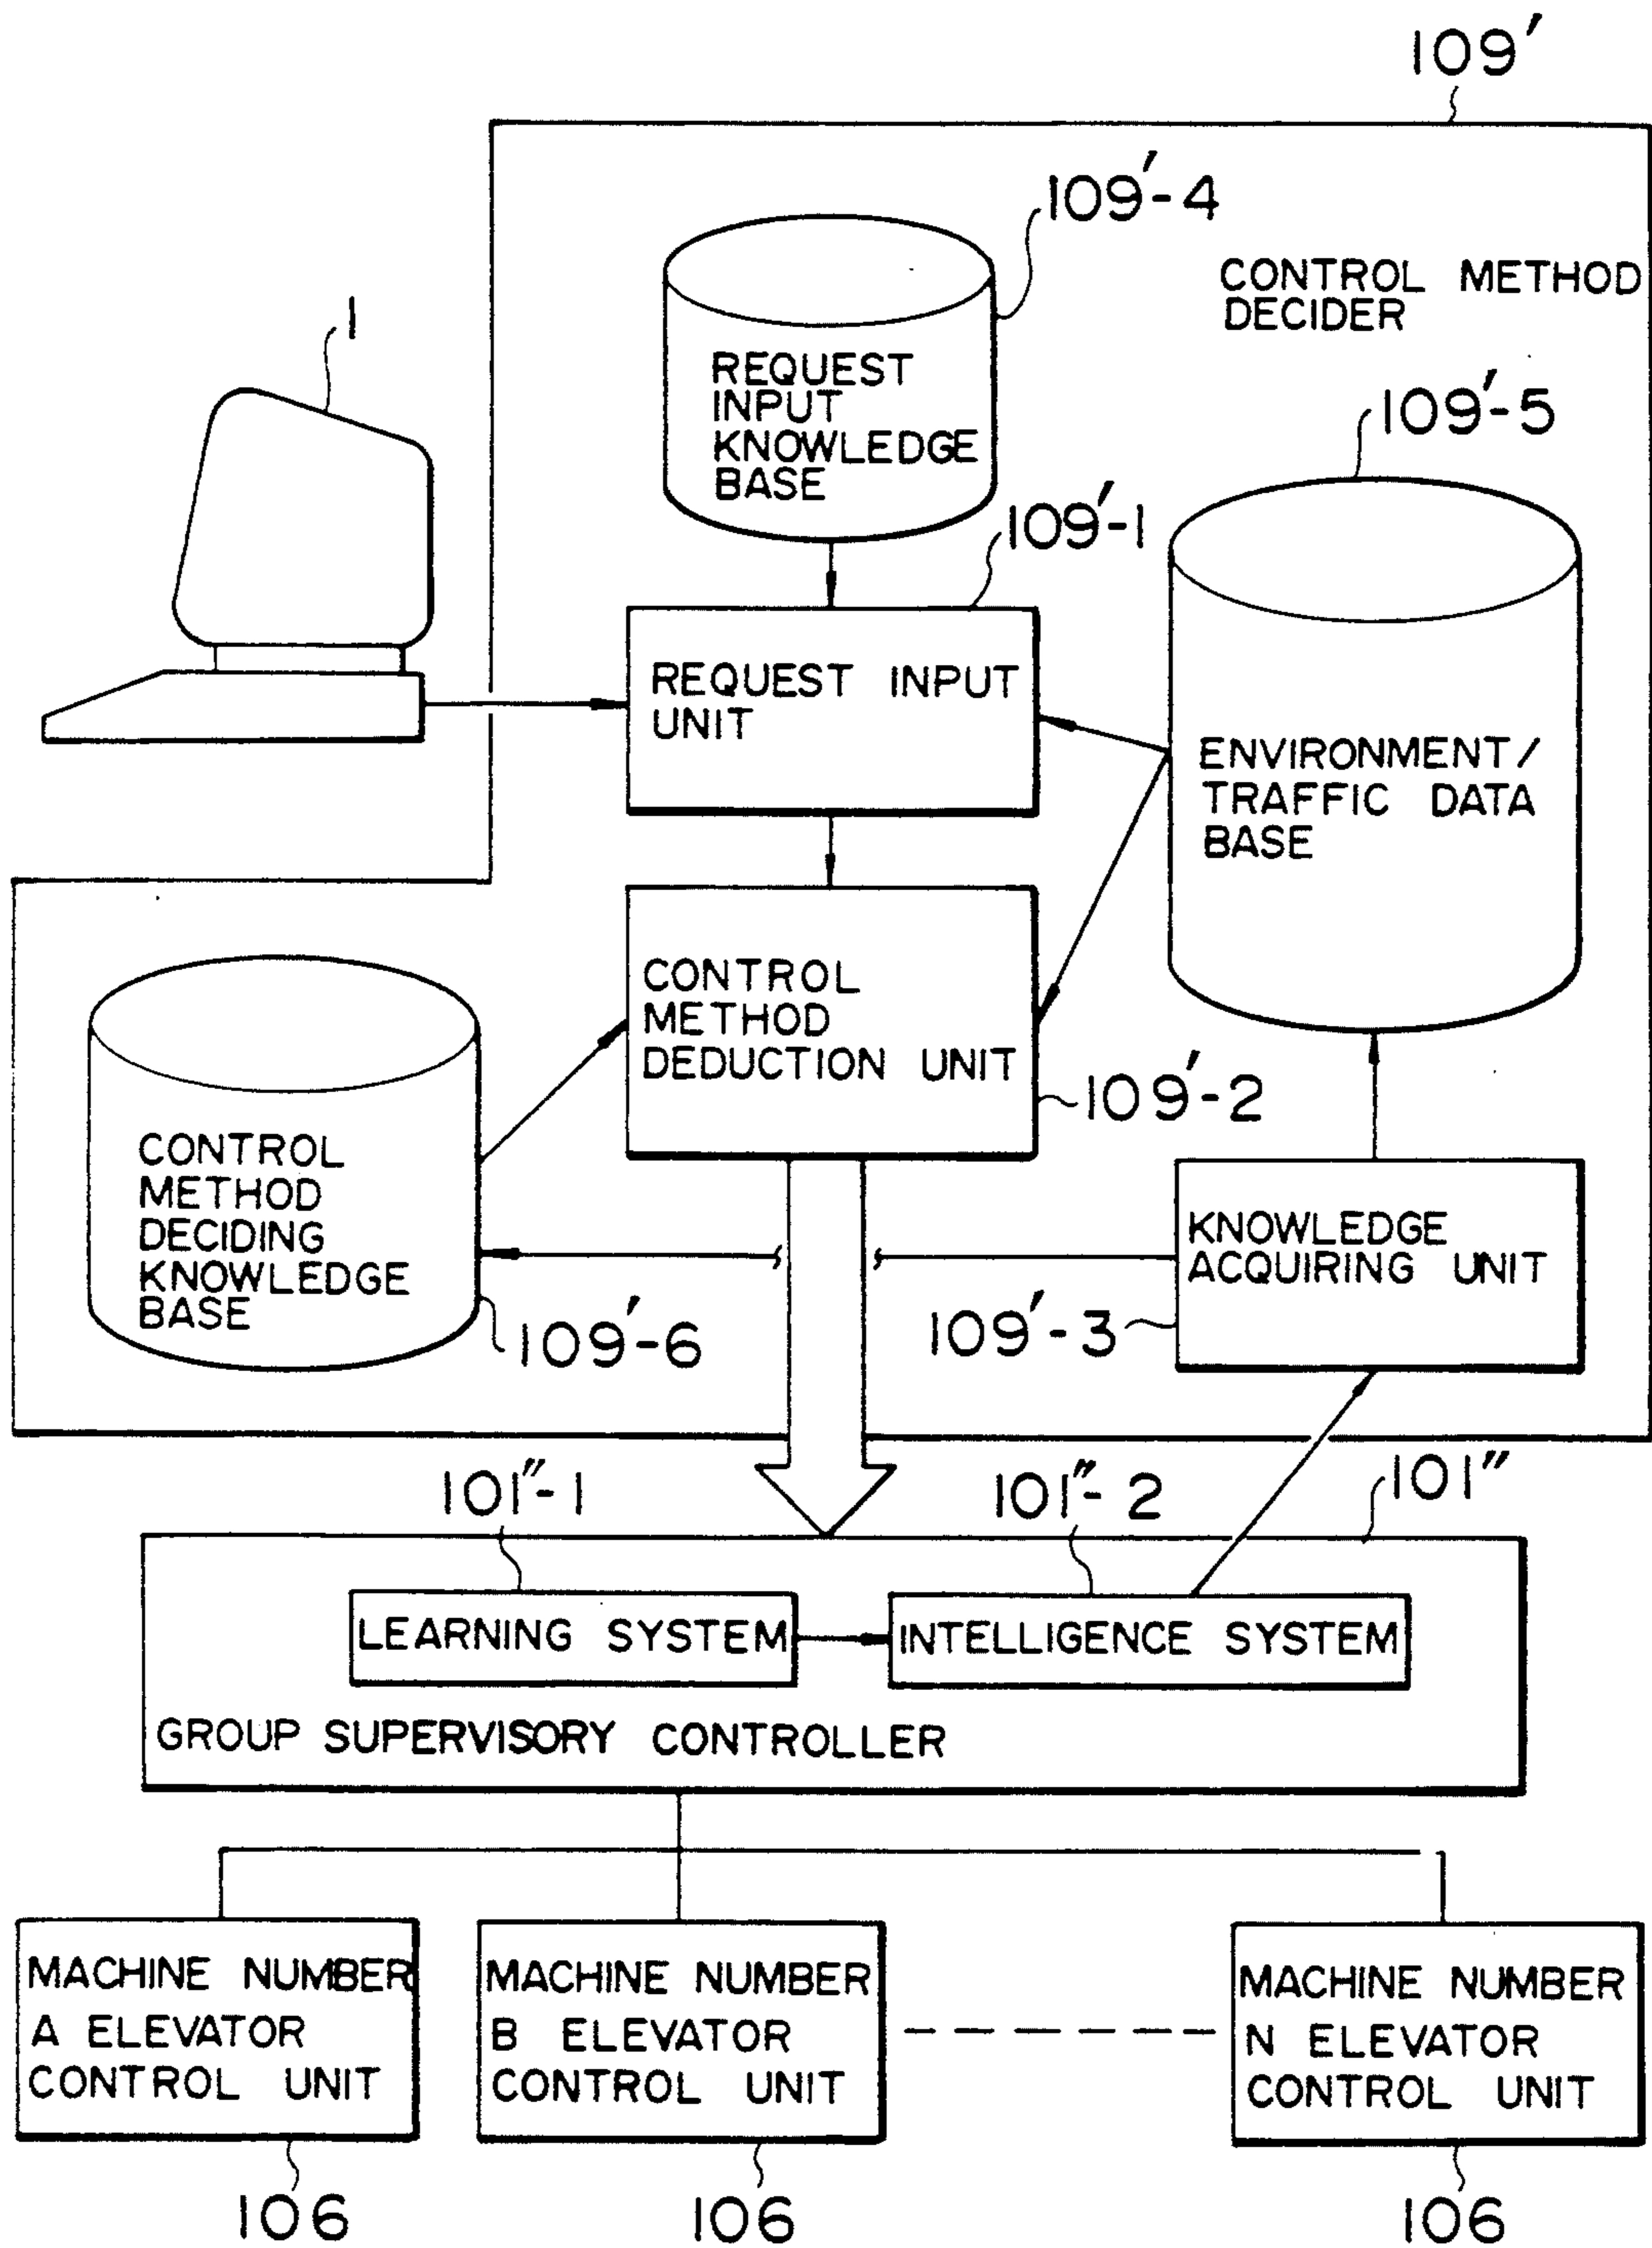 109'
109'-4
CONTROL METHOD
DECIDER
1
REQUEST
INPUT
KNOWLEDGE
BASE
109'-5
109'-1
REQUEST INPUT
UNIT
ENVIRONMENT/
TRAFFIC DATA
BASE
CONTROL
METHOD
DEDUCTION UNIT
109'-2
CONTROL
METHOD
DECIDING
KNOWLEDGE
BASE
109'-6
KNOWLEDGE
ACQUIRING UNIT
109'-3
101"-1
101"-2
101"
LEARNING SYSTEM
INTELLIGENCE SYSTEM
GROUP SUPERVISORY CONTROLLER
MACHINE NUMBER
A ELEVATOR
CONTROL UNIT
MACHINE NUMBER
B ELEVATOR
CONTROL UNIT
MACHINE NUMBER
N ELEVATOR
CONTROL UNIT
106
106
106